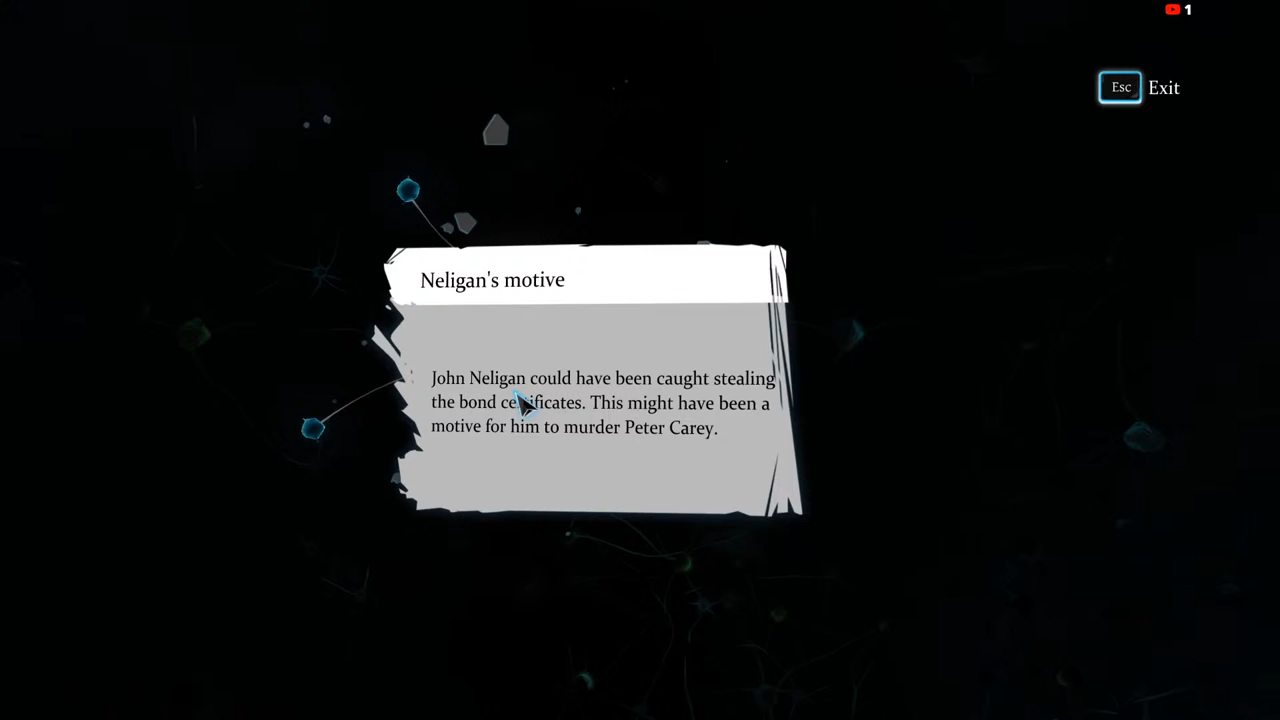 1
Esc Exit
Neligan's motive
John Neligan could have been caught stealing
the bond certificates. This might have been a
motive for him to murder Peter Carey.